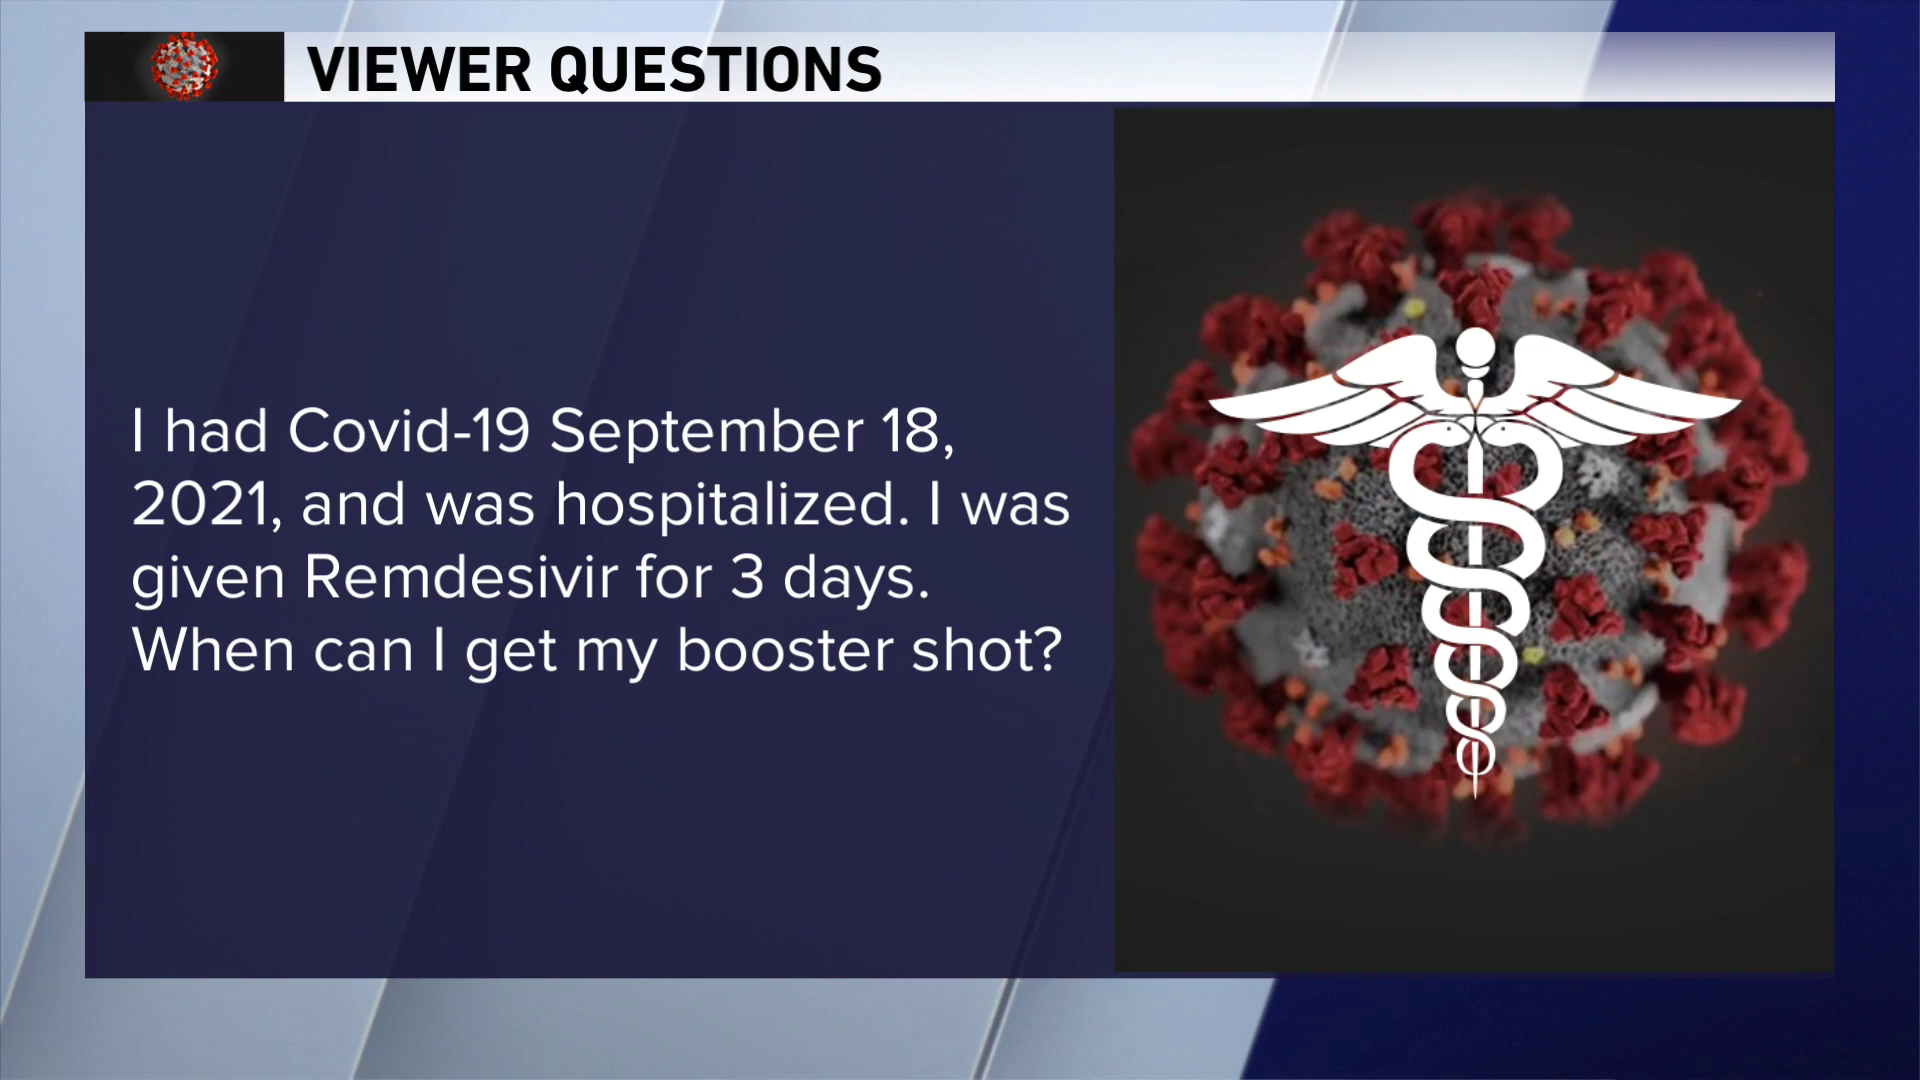 VIEWER QUESTIONS
I had Covid-19 September 18,
2021, and was hospitalized. I was
given Remdesivir for 3 days.
When can I get my booster shot?